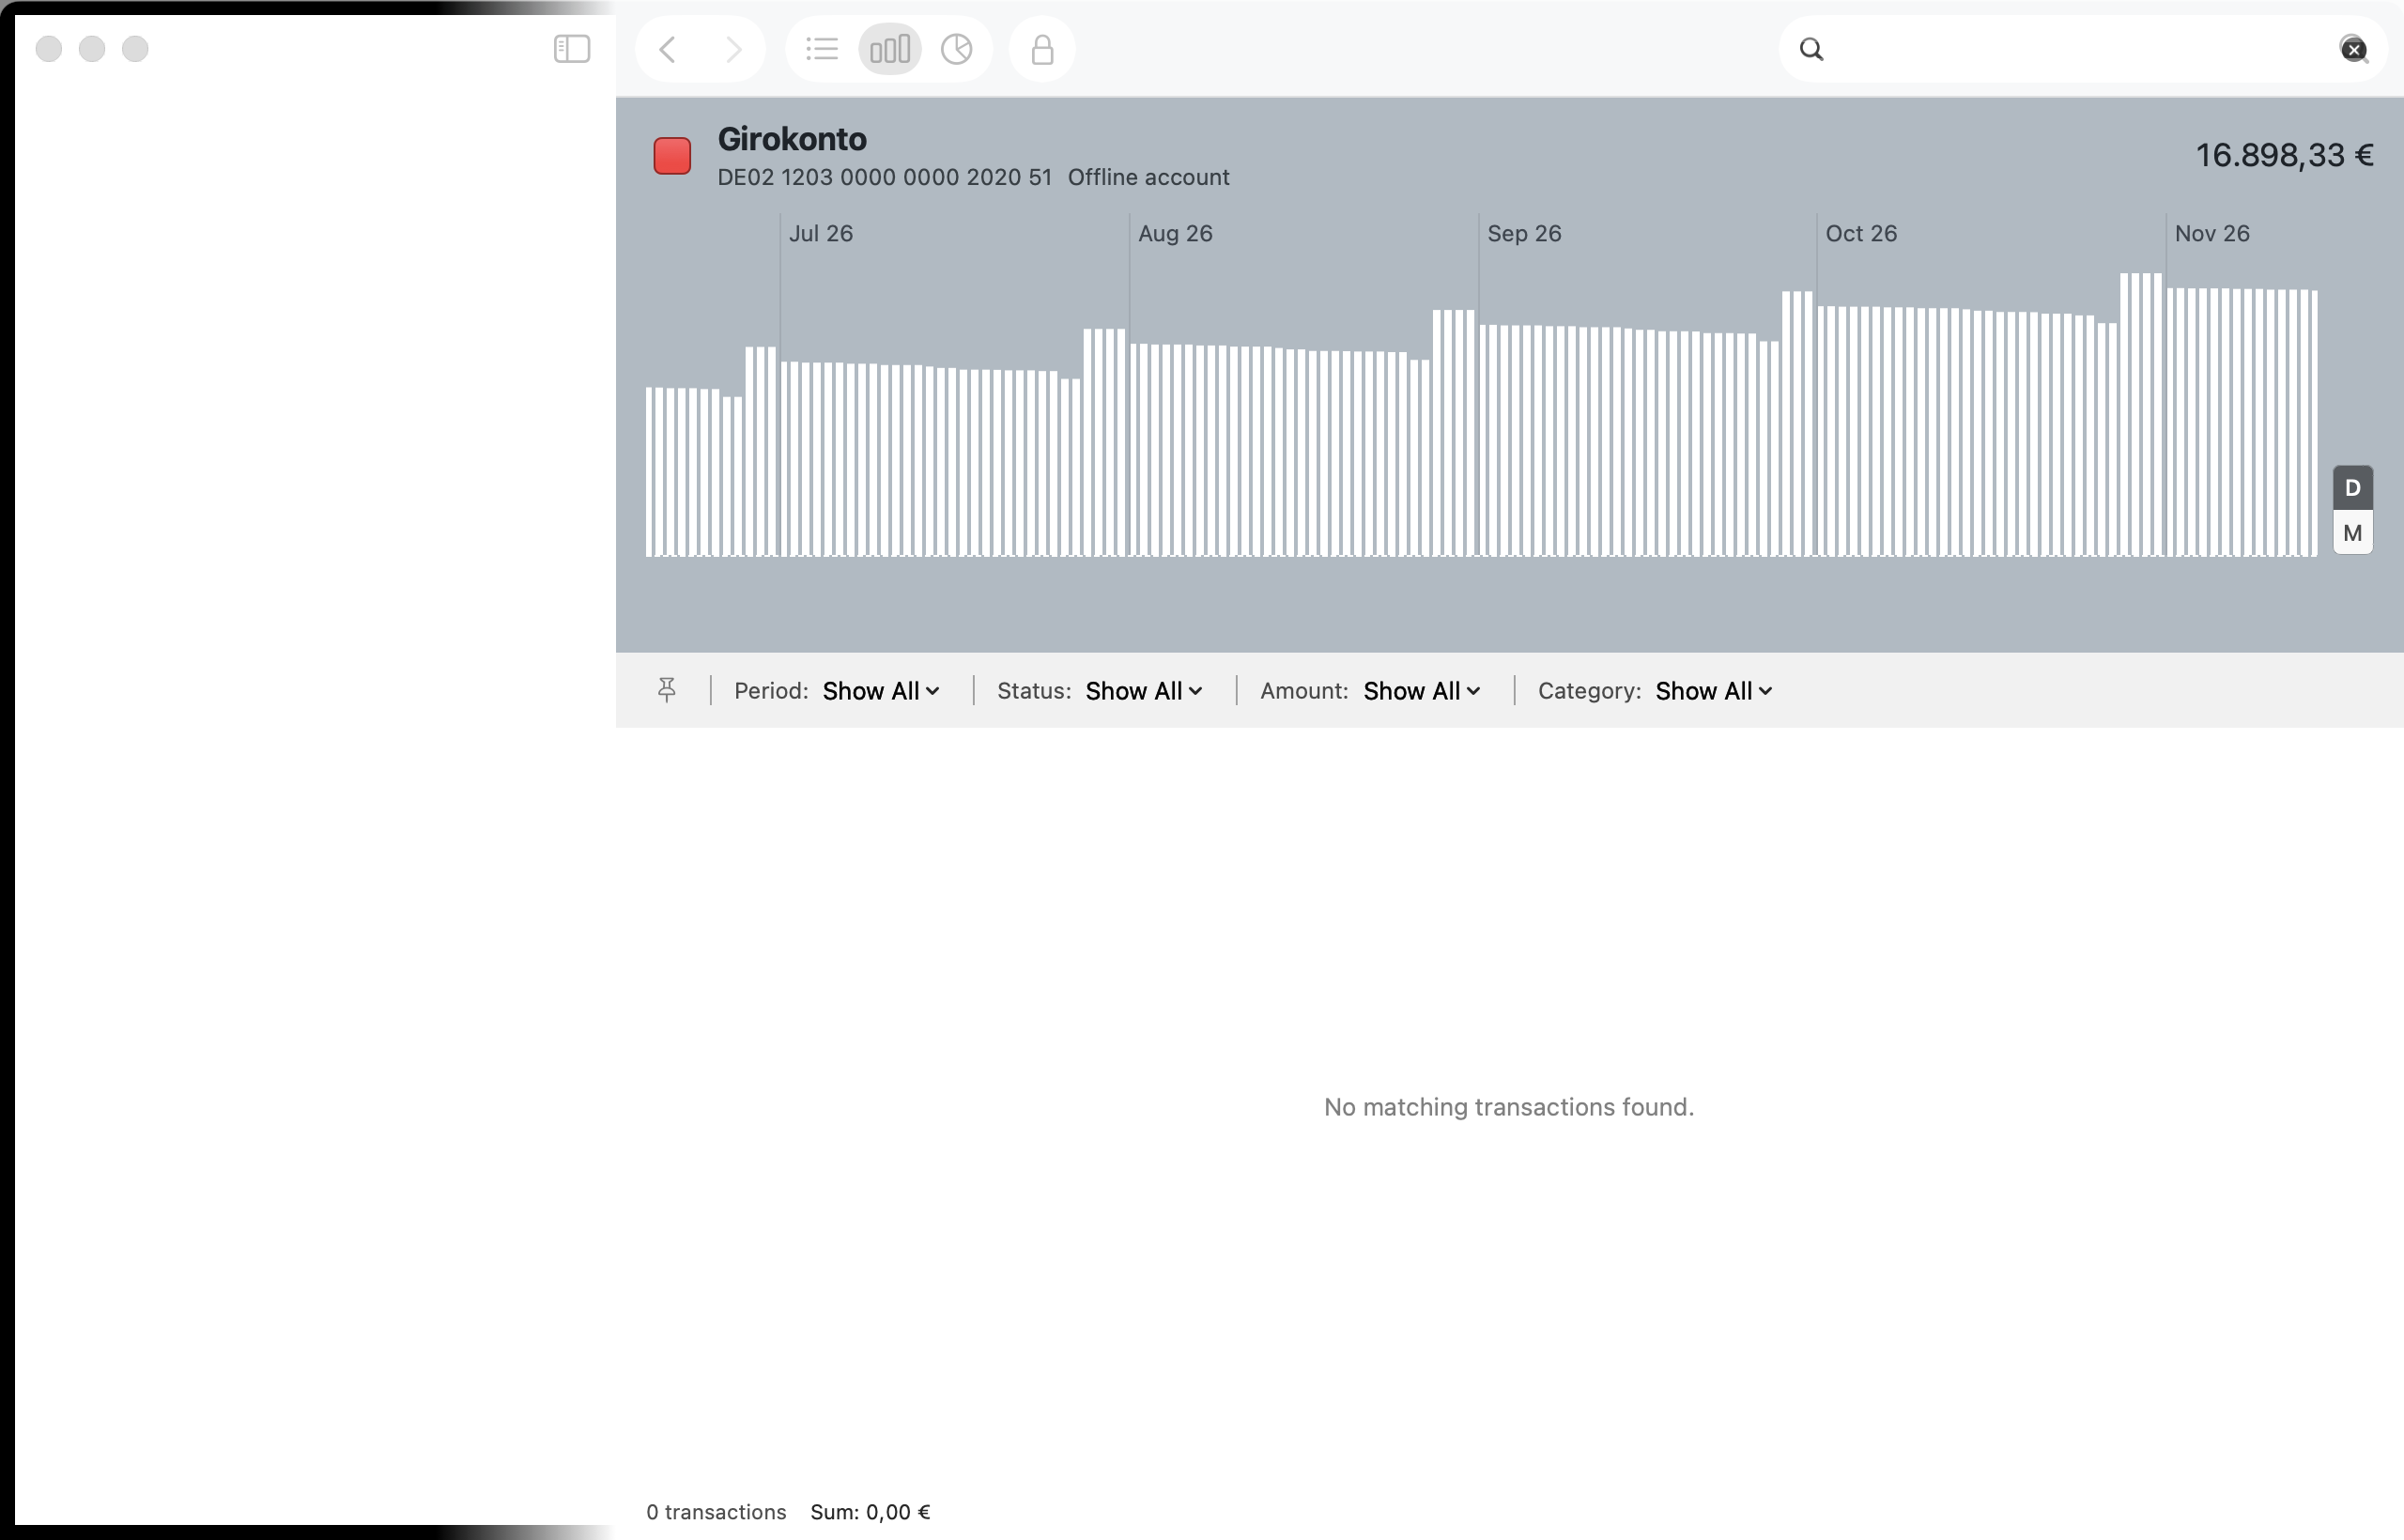 Girokonto
16.898,33 €
DE02 1203 0000 0000 2020 51 Offline account
Jul 26 Aug 26 Sep 26 Oct 26 Nov 26
D
M
Period: Show All Status: Show All Amount: Show All Category: Show All
No matching transactions found.
0 transactions Sum: 0,00 €